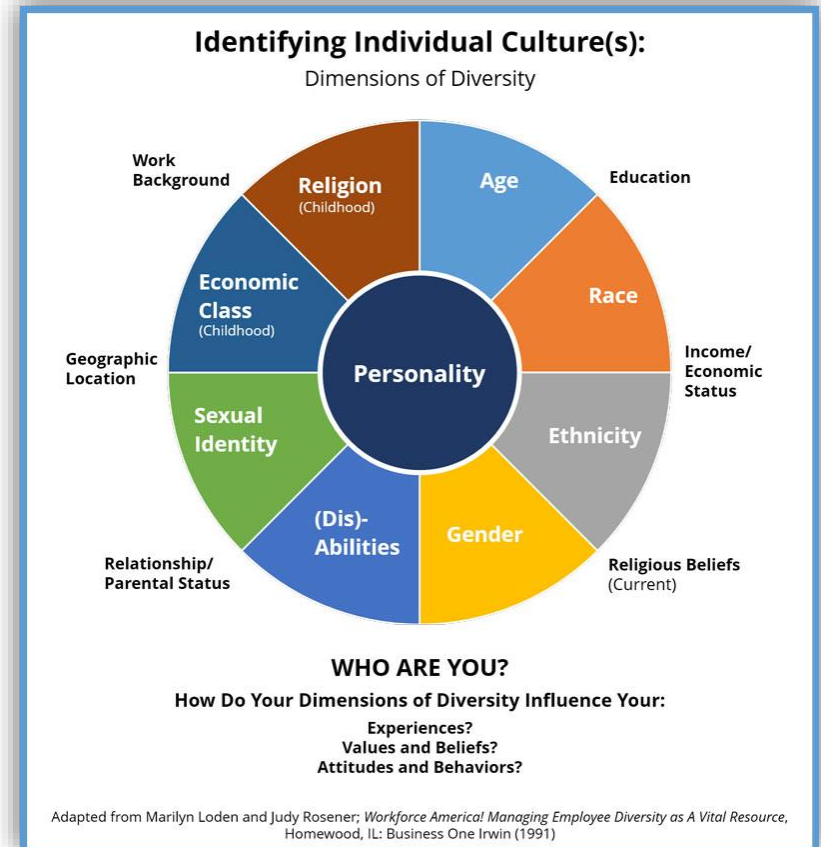 Identifying Individual Culture(s):
Dimensions of Diversity
Work
Background
Religion
(Childhood)
Age
Education
Economic
Class
(Childhood)
Race
Geographic
Location
Personality
Income/
Economic
Status
Sexual
Identity
Ethnicity
(Dis)-
Abilities
Gender
Relationship/
Parental Status
Religious Beliefs
(Current)
WHO ARE YOU?
How Do Your Dimensions of Diversity Influence Your:
Experiences?
Values and Beliefs?
Attitudes and Behaviors?
Adapted from Marilyn Loden and Judy Rosener; Workforce America! Managing Employee Diversity as A Vital Resource,
Homewood, IL: Business One Irwin (1991)